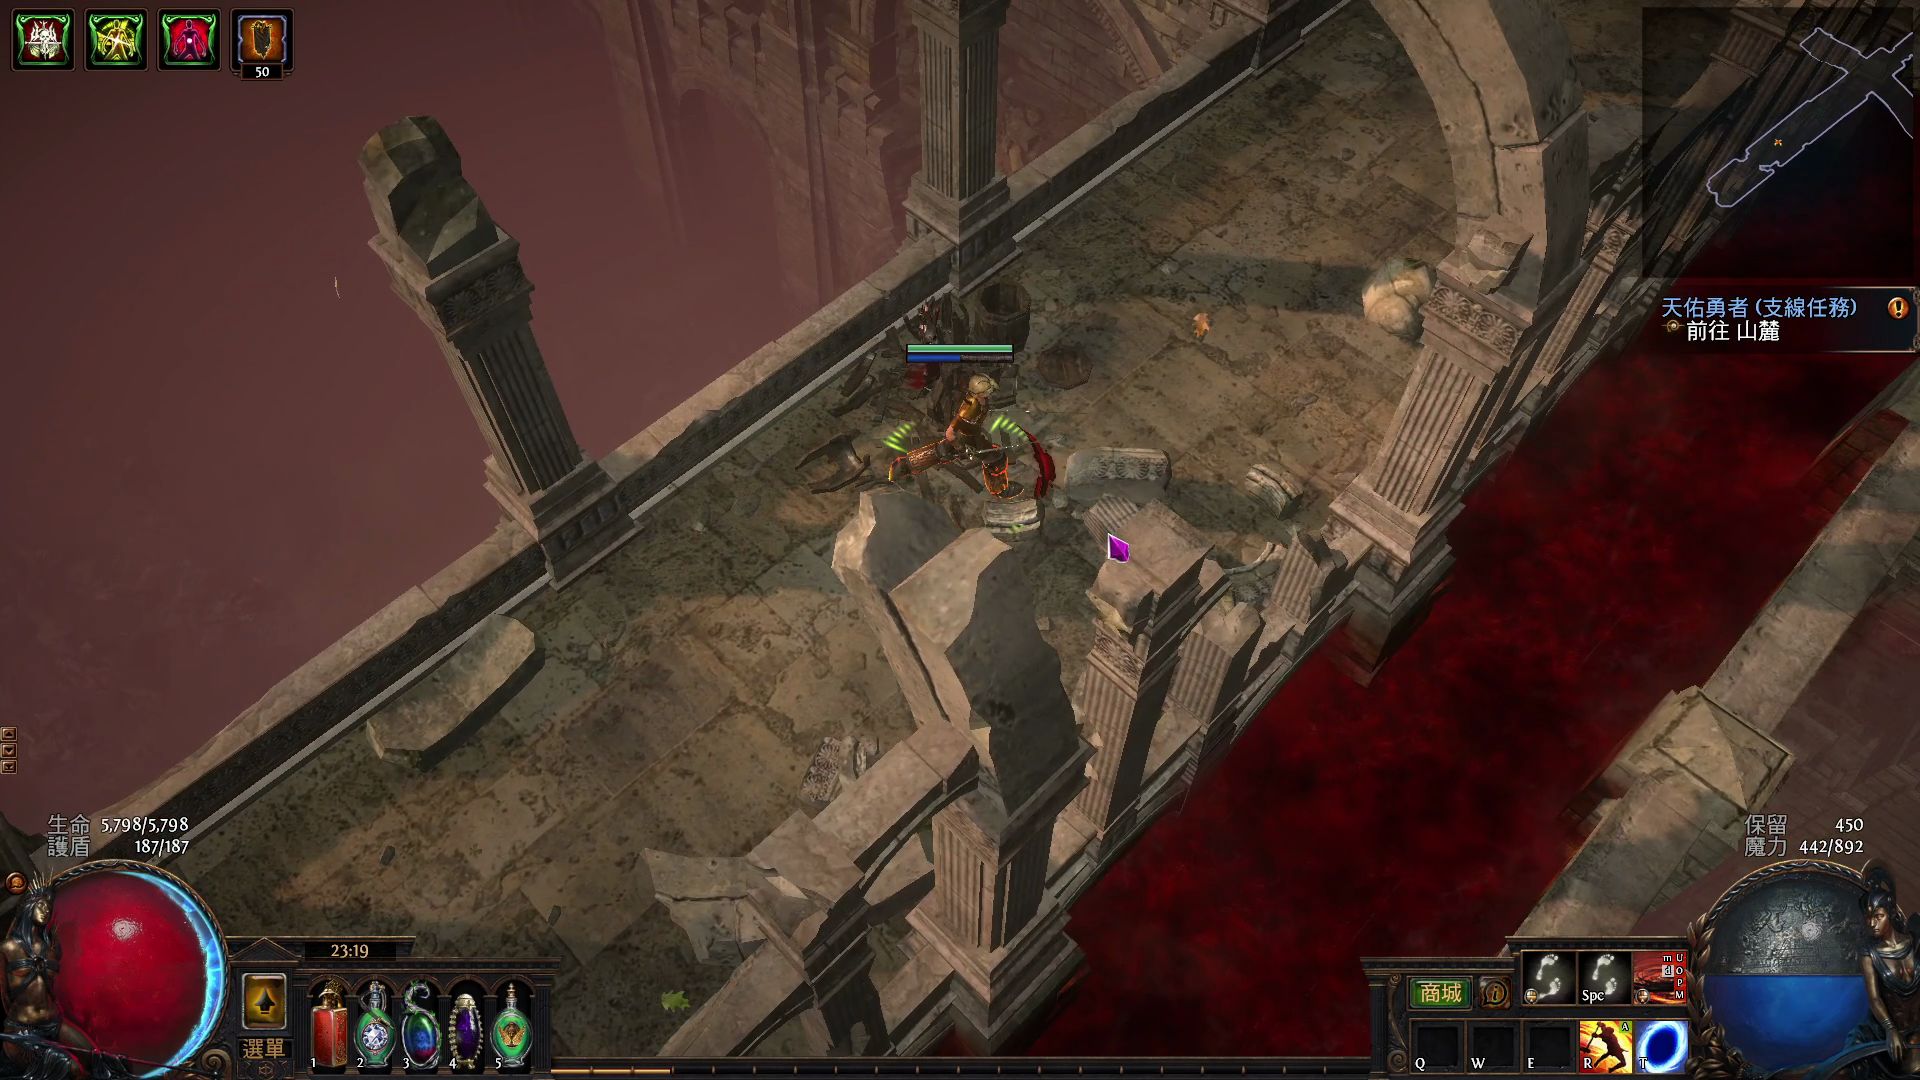 50
天佑勇者 (支線任務)
前往 山麓
生命 5,798/5,798
護盾 187/187
保留 450
魔力 442/892
23:19
選單
1 2 3 4 5
商城
Spc
m U
d O
P
M
Q W E R A T